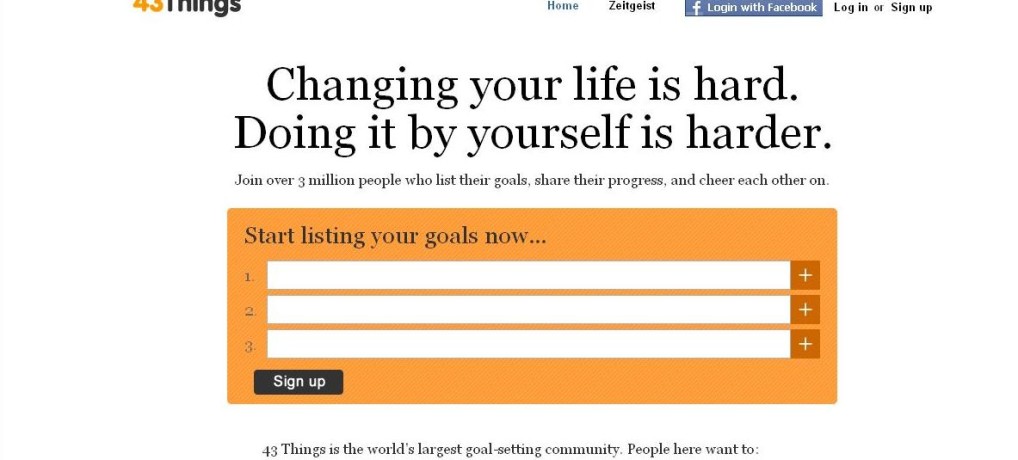 43Things
Home Zeitgeist f Login with Facebook Log in or Sign up
Changing your life is hard.
Doing it by yourself is harder.
Join over 3 million people who list their goals, share their progress, and cheer each other on.
Start listing your goals now...
1. +
2. +
3. +
Sign up
43 Things is the world's largest goal-setting community. People here want to: